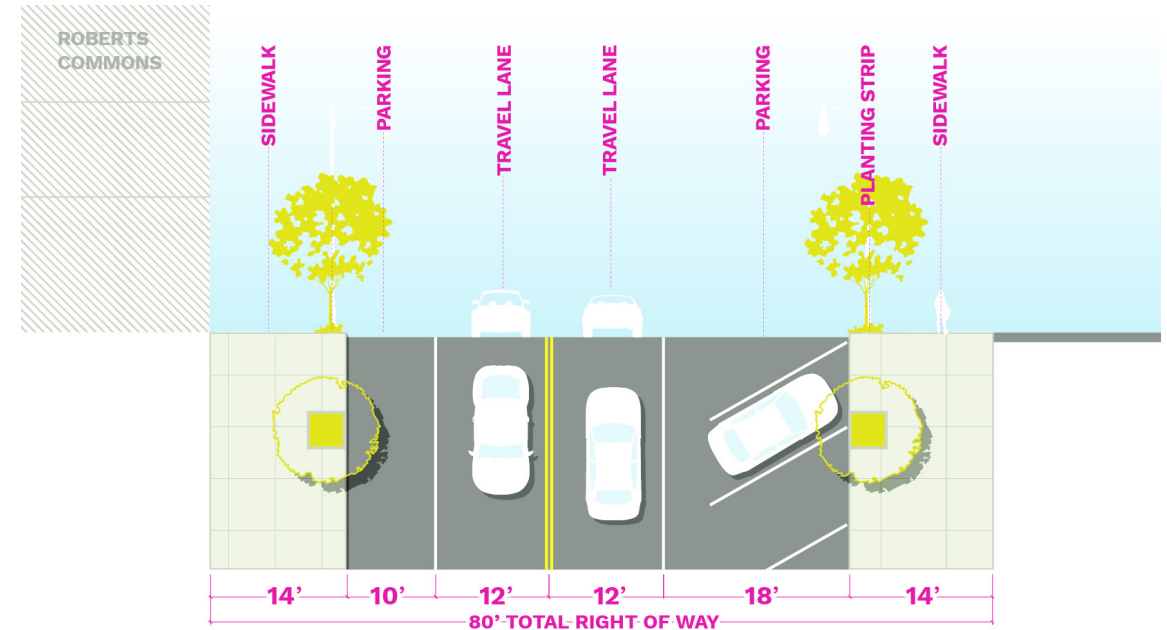 ROBERTS
COMMONS
SIDEWALK
PARKING
TRAVEL LANE
TRAVEL LANE
PARKING
PLANTING STRIP
SIDEWALK
14’
10’
12’
12’
18’
14’
80’ TOTAL RIGHT OF WAY